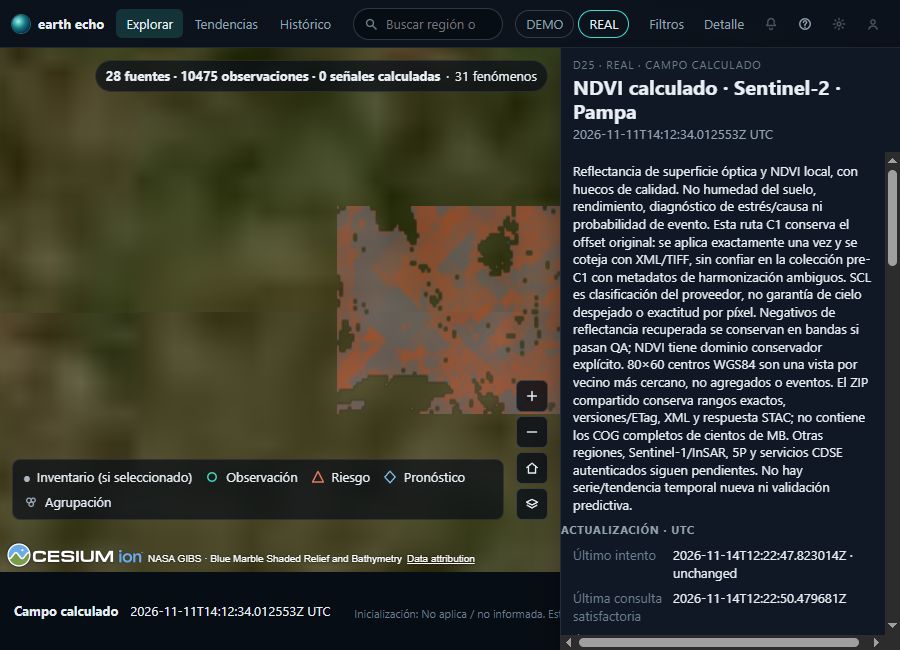 earth echo
Explorar
Tendencias
Histórico
Buscar región o
DEMO
REAL
Filtros
Detalle
28 fuentes · 10475 observaciones · 0 señales calculadas · 31 fenómenos
Inventario (si seleccionado)
Observación
Riesgo
Pronóstico
Agrupación
CESIUM ion
NASA GIBS · Blue Marble Shaded Relief and Bathymetry Data attribution
Campo calculado 2026-11-11T14:12:34.012553Z UTC
Inicialización: No aplica / no informada. Est
D25 · REAL · CAMPO CALCULADO
NDVI calculado · Sentinel-2 ·
Pampa
2026-11-11T14:12:34.012553Z UTC
Reflectancia de superficie óptica y NDVI local, con
huecos de calidad. No humedad del suelo,
rendimiento, diagnóstico de estrés/causa ni
probabilidad de evento. Esta ruta C1 conserva el
offset original: se aplica exactamente una vez y se
coteja con XML/TIFF, sin confiar en la colección pre-
C1 con metadatos de harmonización ambiguos. SCL
es clasificación del proveedor, no garantía de cielo
despejado o exactitud por píxel. Negativos de
reflectancia recuperada se conservan en bandas si
pasan QA; NDVI tiene dominio conservador
explícito. 80×60 centros WGS84 son una vista por
vecino más cercano, no agregados o eventos. El ZIP
compartido conserva rangos exactos,
versiones/ETag, XML y respuesta STAC; no contiene
los COG completos de cientos de MB. Otras
regiones, Sentinel-1/InSAR, 5P y servicios CDSE
autenticados siguen pendientes. No hay
serie/tendencia temporal nueva ni validación
predictiva.
ACTUALIZACIÓN · UTC
Último intento 2026-11-14T12:22:47.823014Z ·
unchanged
Última consulta 2026-11-14T12:22:50.479681Z
satisfactoria